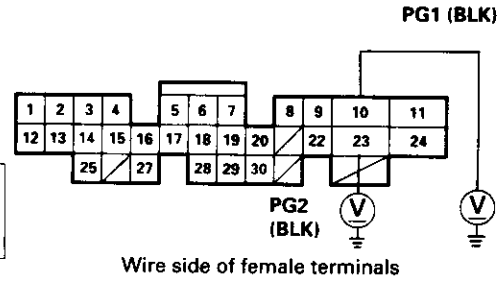 PG1 (BLK)
1 2 3 4 5 6 7 8 9 10 11
12 13 14 15 16 17 18 19 20 22 23 24
25 27 28 29 30
PG2 V V
(BLK)
Wire side of female terminals